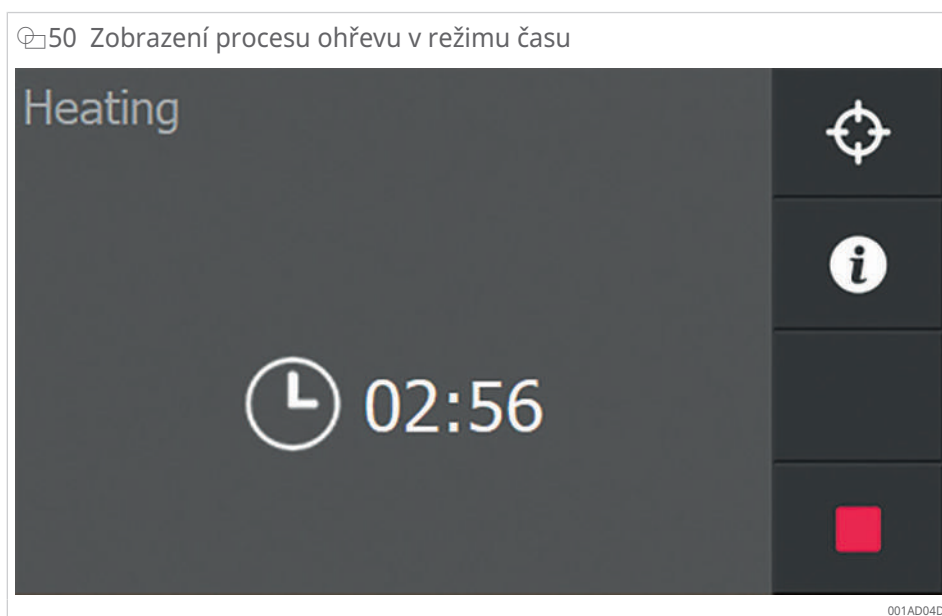 50 Zobrazení procesu ohřevu v režimu času
Heating
i
02:56
001AD04D